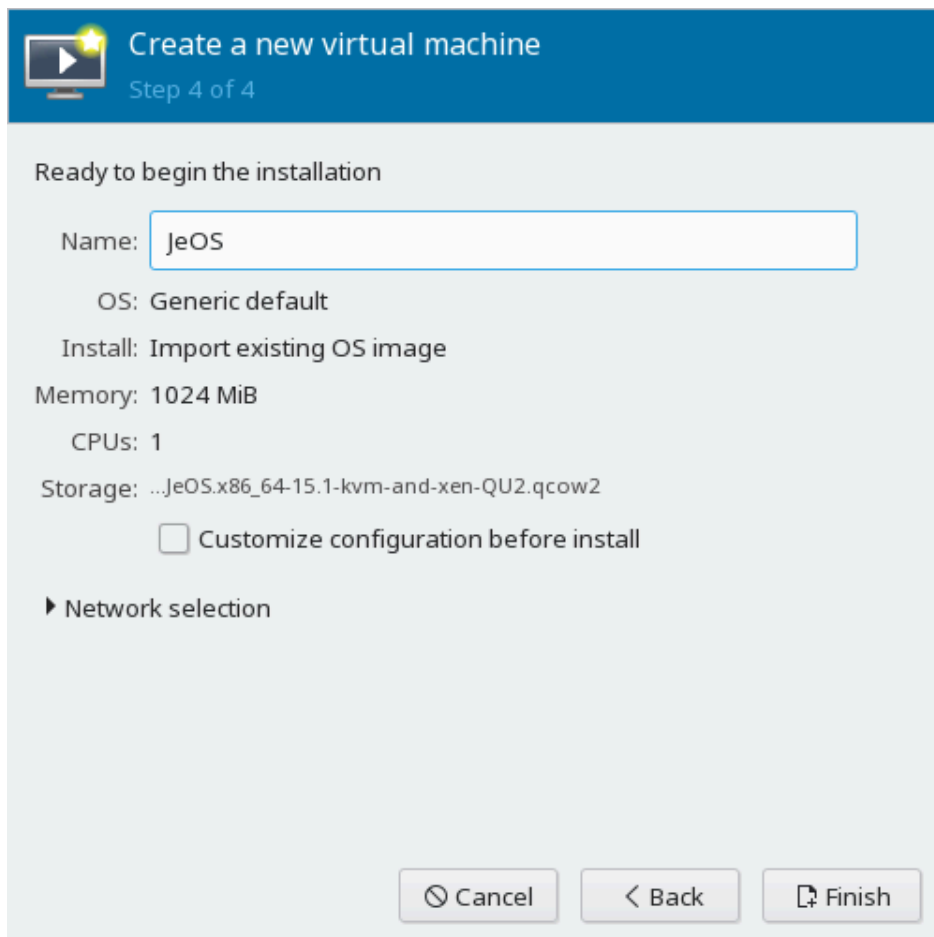 Create a new virtual machine
Step 4 of 4
Ready to begin the installation
Name: JeOS
OS: Generic default
Install: Import existing OS image
Memory: 1024 MiB
CPUs: 1
Storage: ...JeOS.x86_64-15.1-kvm-and-xen-QU2.qcow2
Customize configuration before install
Network selection
Cancel Back Finish